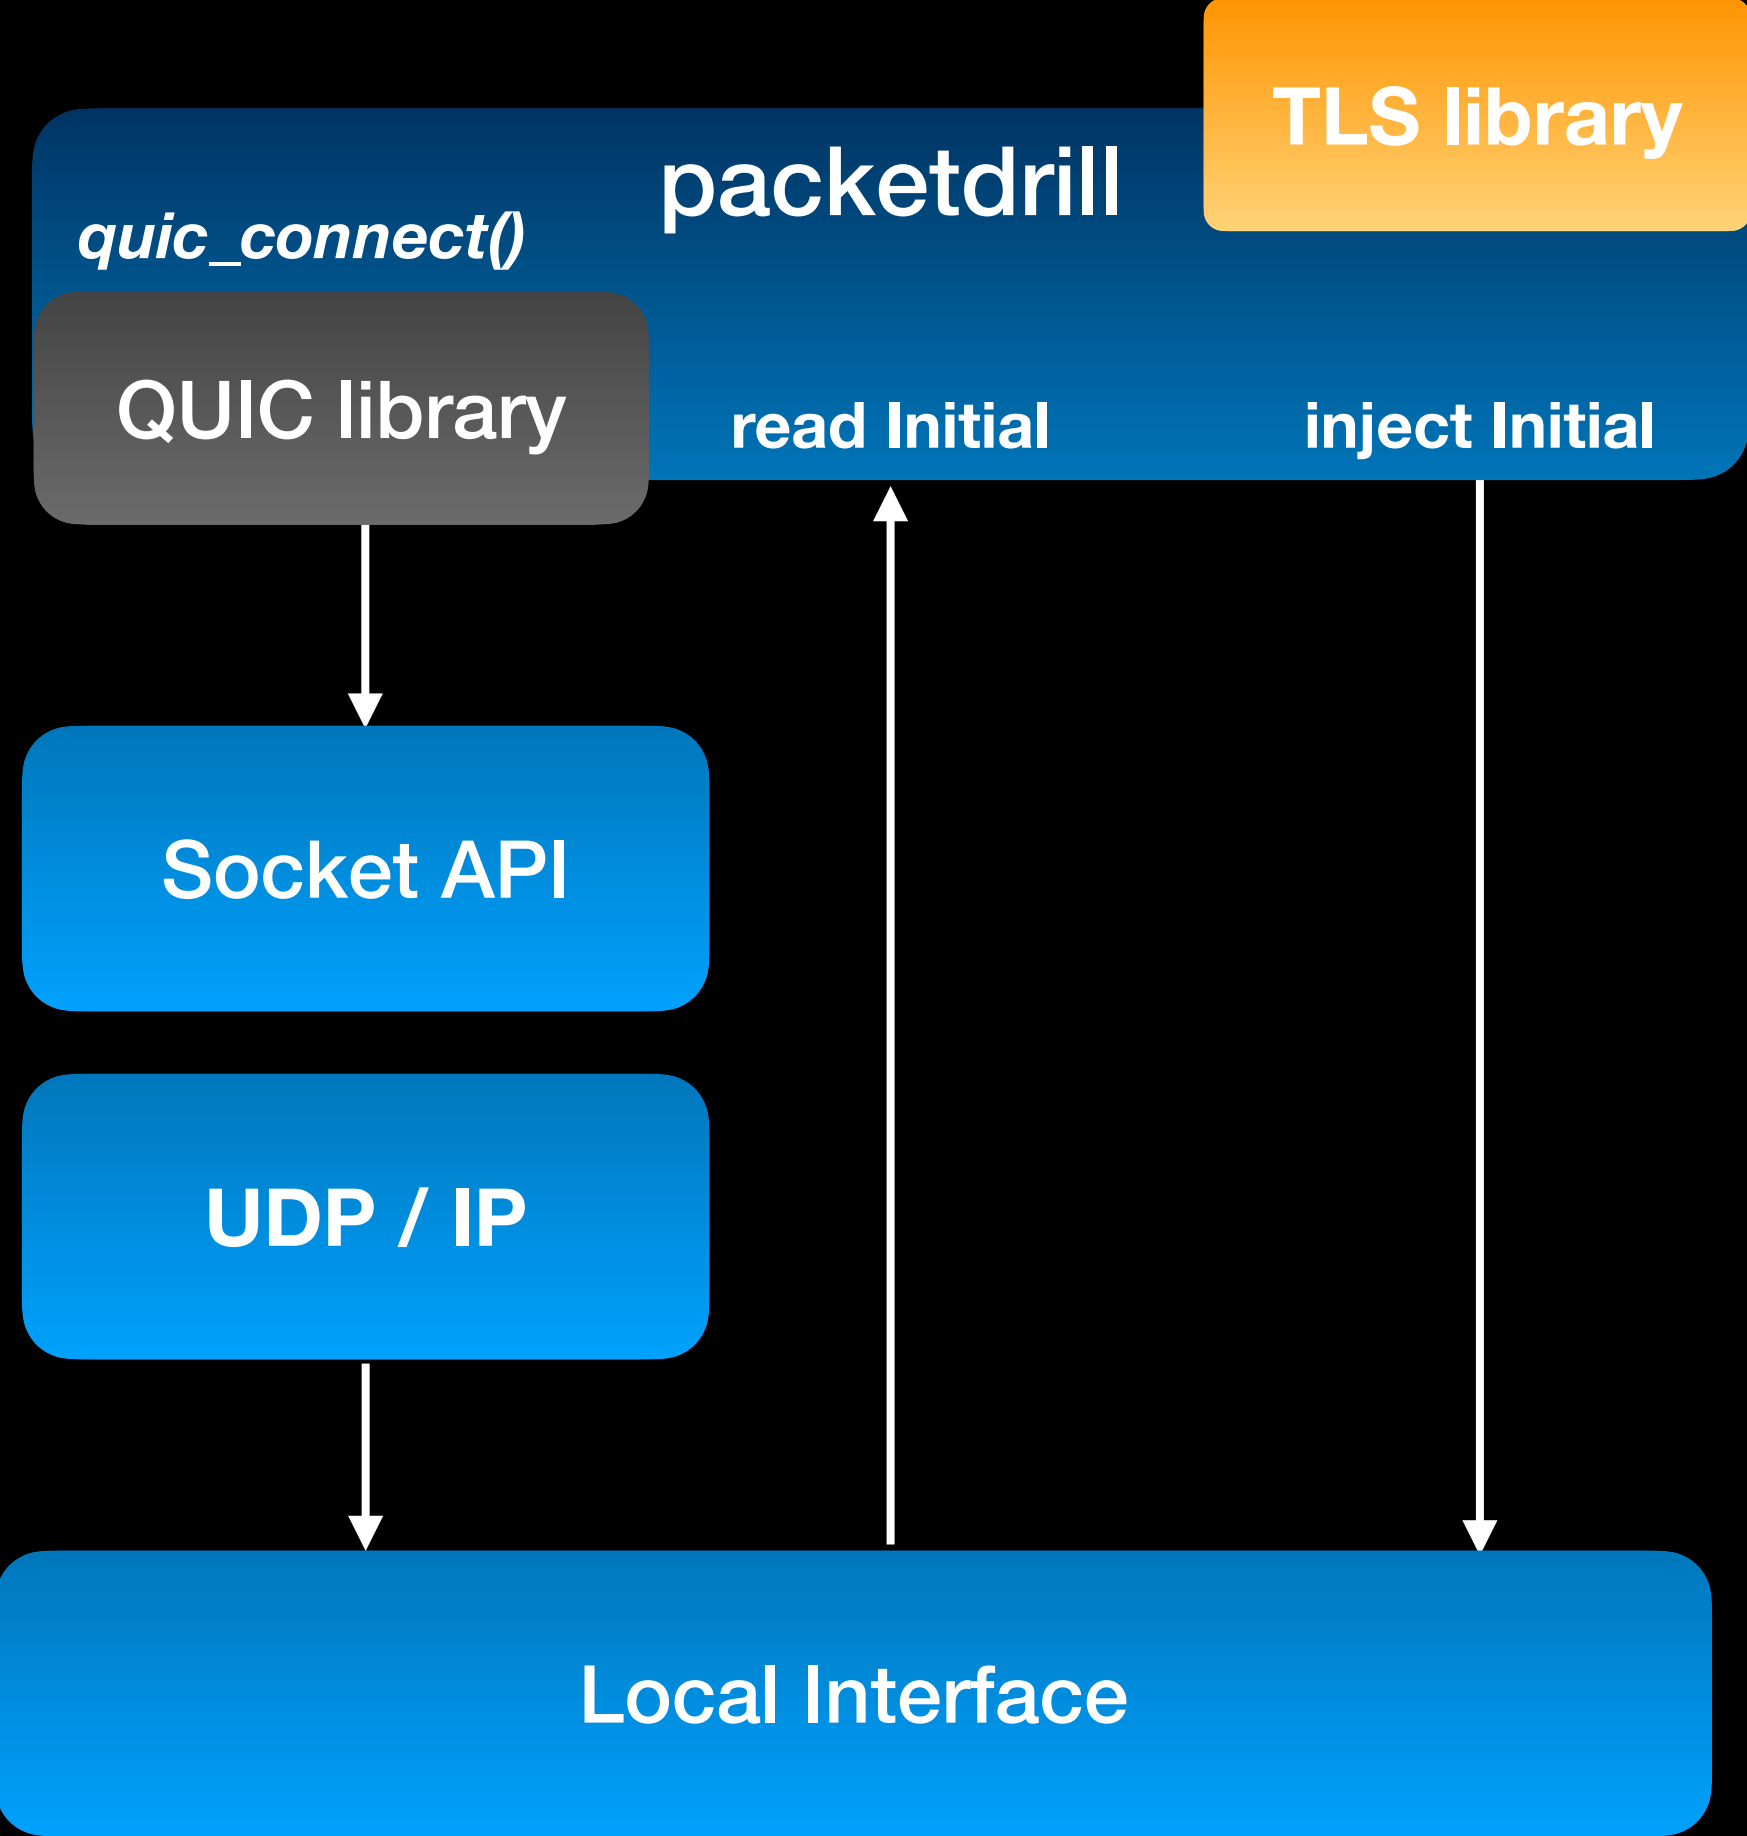 TLS library
packetdrill
quic_connect()
QUIC library
read Initial
inject Initial
Socket API
UDP / IP
Local Interface